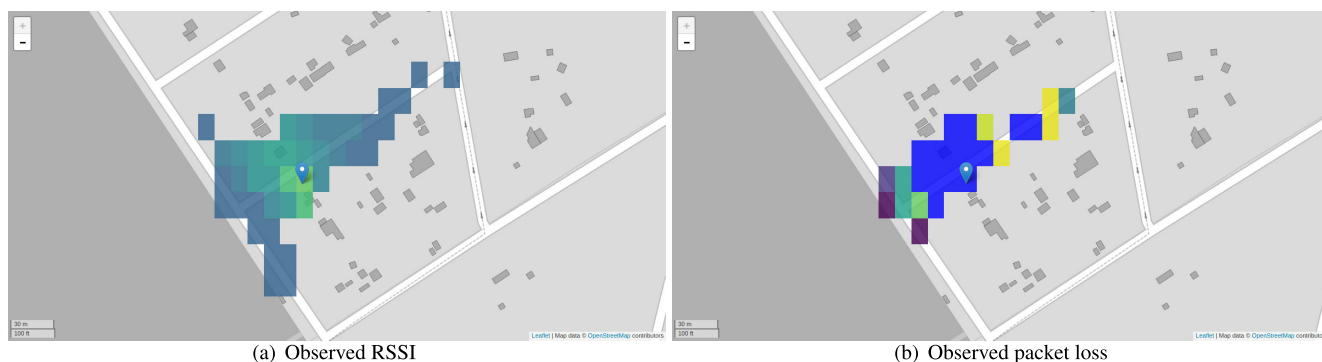 +
−
30 m
100 ft
Leaflet | Map data © OpenStreetMap contributors
(a) Observed RSSI
+
−
30 m
100 ft
Leaflet | Map data © OpenStreetMap contributors
(b) Observed packet loss